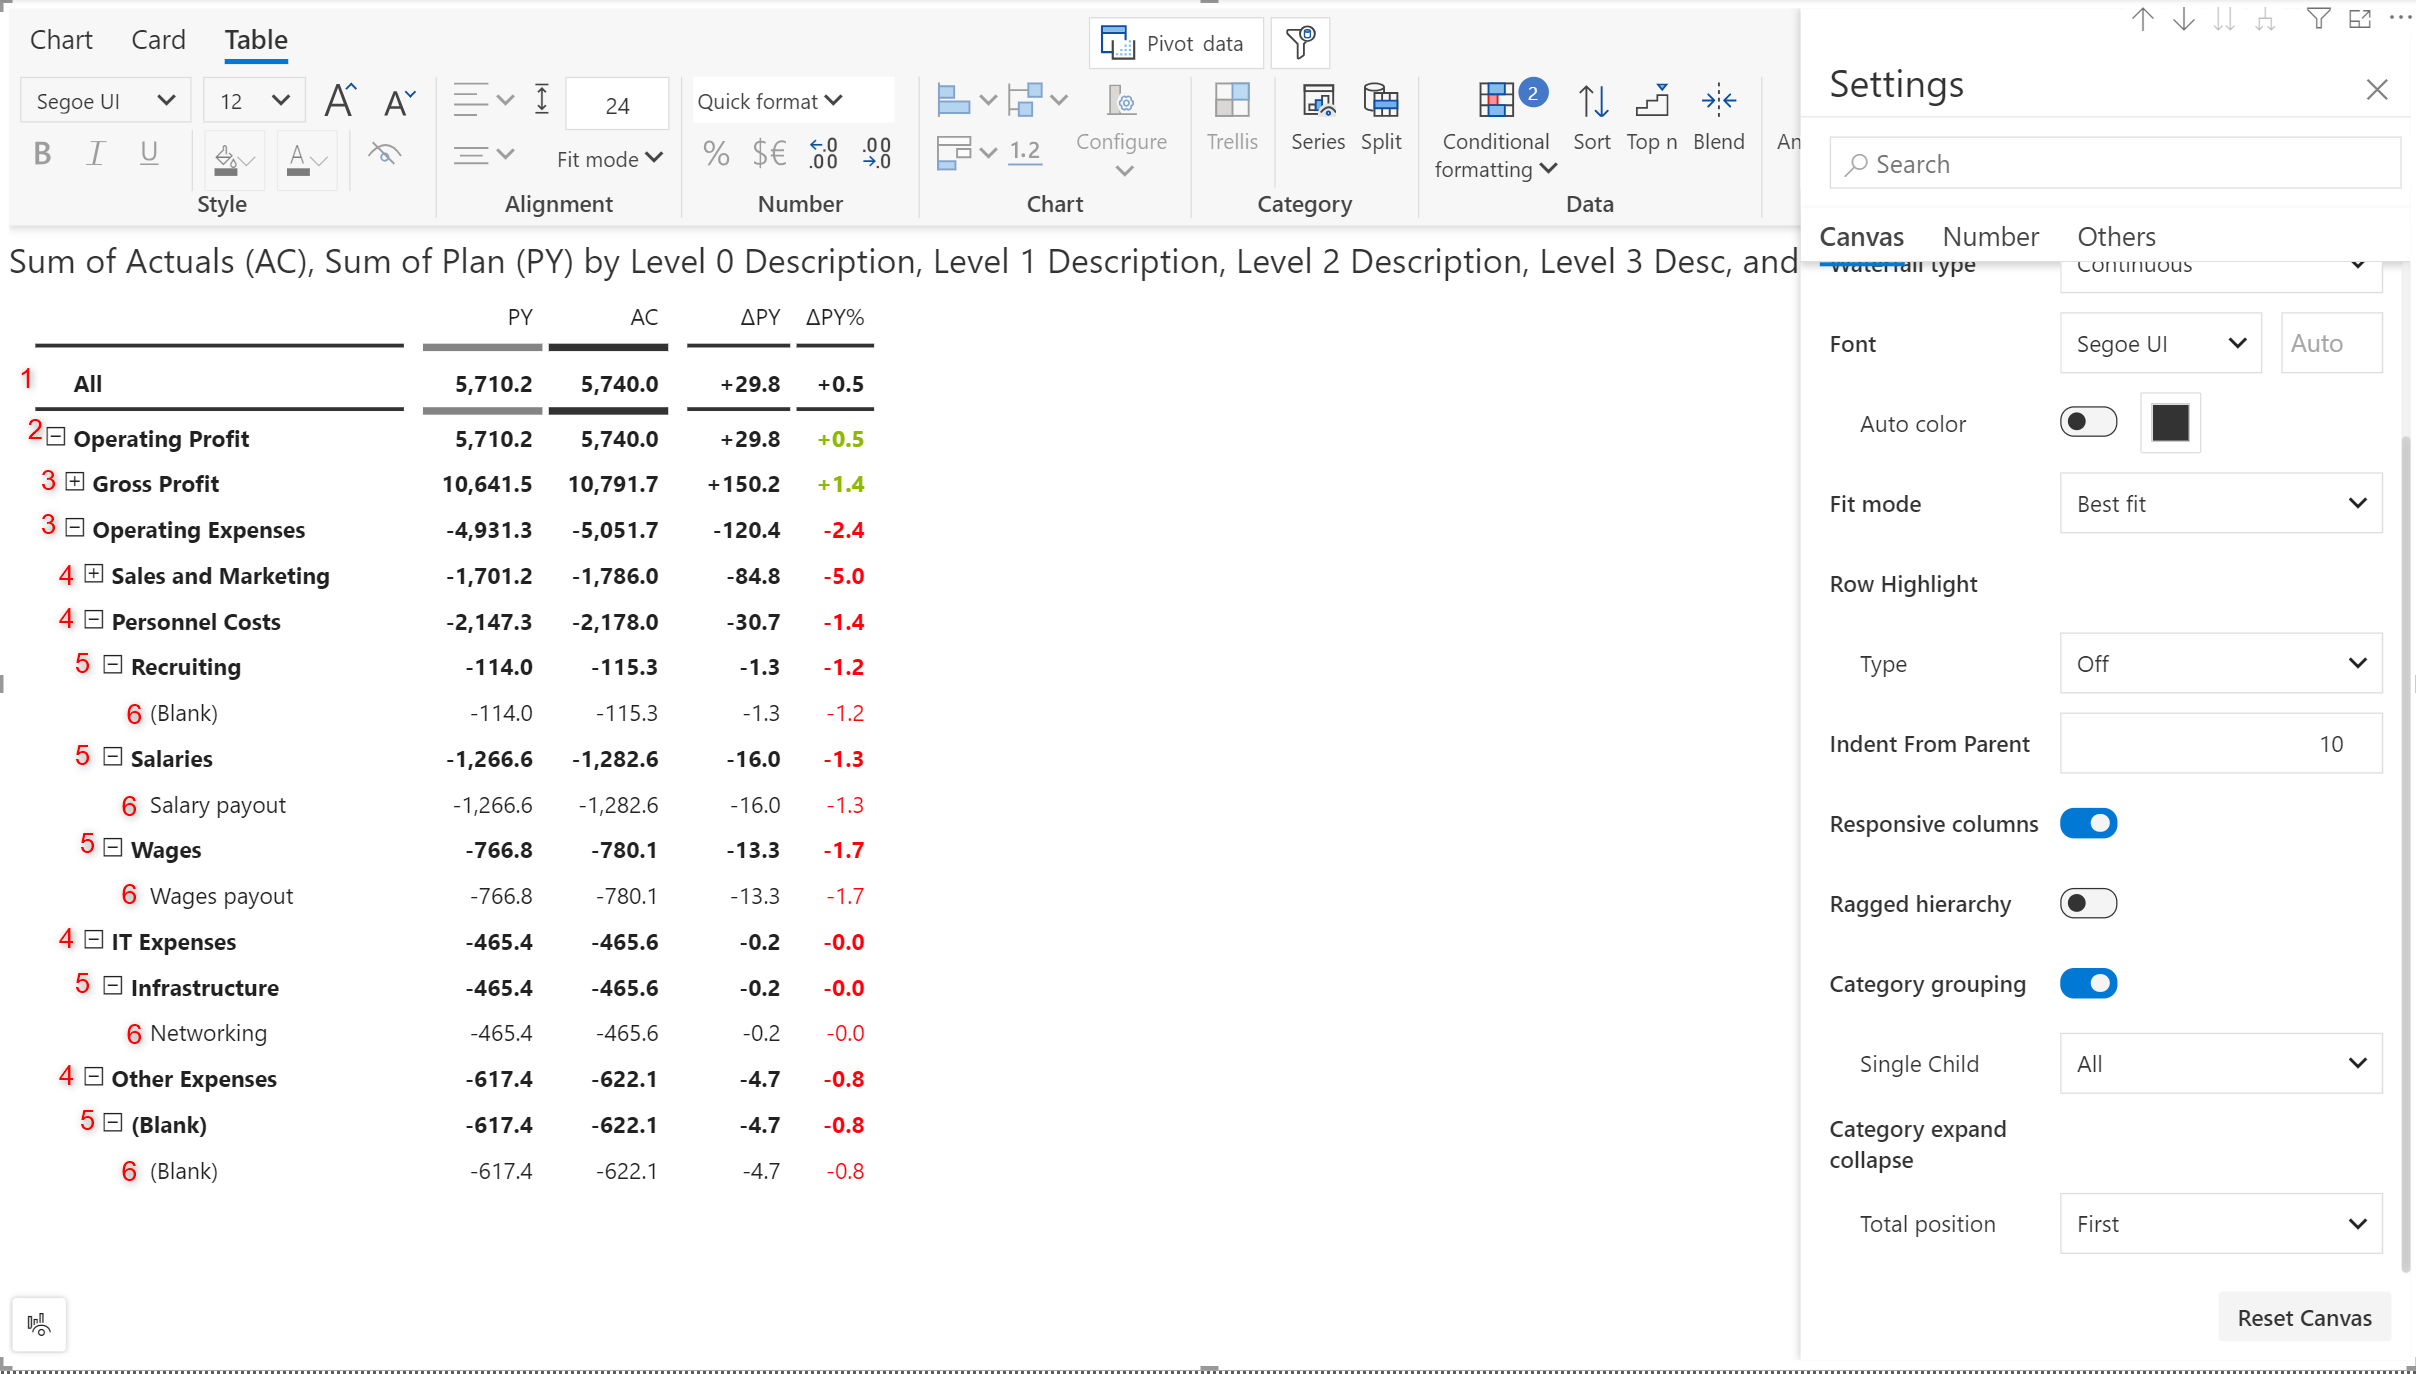 Chart Card Table
Pivot data
Segoe UI 12 24 Quick format
B I U Fit mode % $€ 1.2 Configure Trellis Series Split 2 Conditional formatting Sort Top n Blend An
Style Alignment Number Chart Category Data
Sum of Actuals (AC), Sum of Plan (PY) by Level 0 Description, Level 1 Description, Level 2 Description, Level 3 Desc, and
PY AC ΔPY ΔPY%
1 All 5,710.2 5,740.0 +29.8 +0.5
2 Operating Profit 5,710.2 5,740.0 +29.8 +0.5
3 Gross Profit 10,641.5 10,791.7 +150.2 +1.4
3 Operating Expenses -4,931.3 -5,051.7 -120.4 -2.4
4 Sales and Marketing -1,701.2 -1,786.0 -84.8 -5.0
4 Personnel Costs -2,147.3 -2,178.0 -30.7 -1.4
5 Recruiting -114.0 -115.3 -1.3 -1.2
6 (Blank) -114.0 -115.3 -1.3 -1.2
5 Salaries -1,266.6 -1,282.6 -16.0 -1.3
6 Salary payout -1,266.6 -1,282.6 -16.0 -1.3
5 Wages -766.8 -780.1 -13.3 -1.7
6 Wages payout -766.8 -780.1 -13.3 -1.7
4 IT Expenses -465.4 -465.6 -0.2 -0.0
5 Infrastructure -465.4 -465.6 -0.2 -0.0
6 Networking -465.4 -465.6 -0.2 -0.0
4 Other Expenses -617.4 -622.1 -4.7 -0.8
5 (Blank) -617.4 -622.1 -4.7 -0.8
6 (Blank) -617.4 -622.1 -4.7 -0.8
Settings
Search
Canvas Number Others
Waterfall type Continuous
Font Segoe UI Auto
Auto color
Fit mode Best fit
Row Highlight
Type Off
Indent From Parent 10
Responsive columns
Ragged hierarchy
Category grouping
Single Child All
Category expand
collapse
Total position First
Reset Canvas